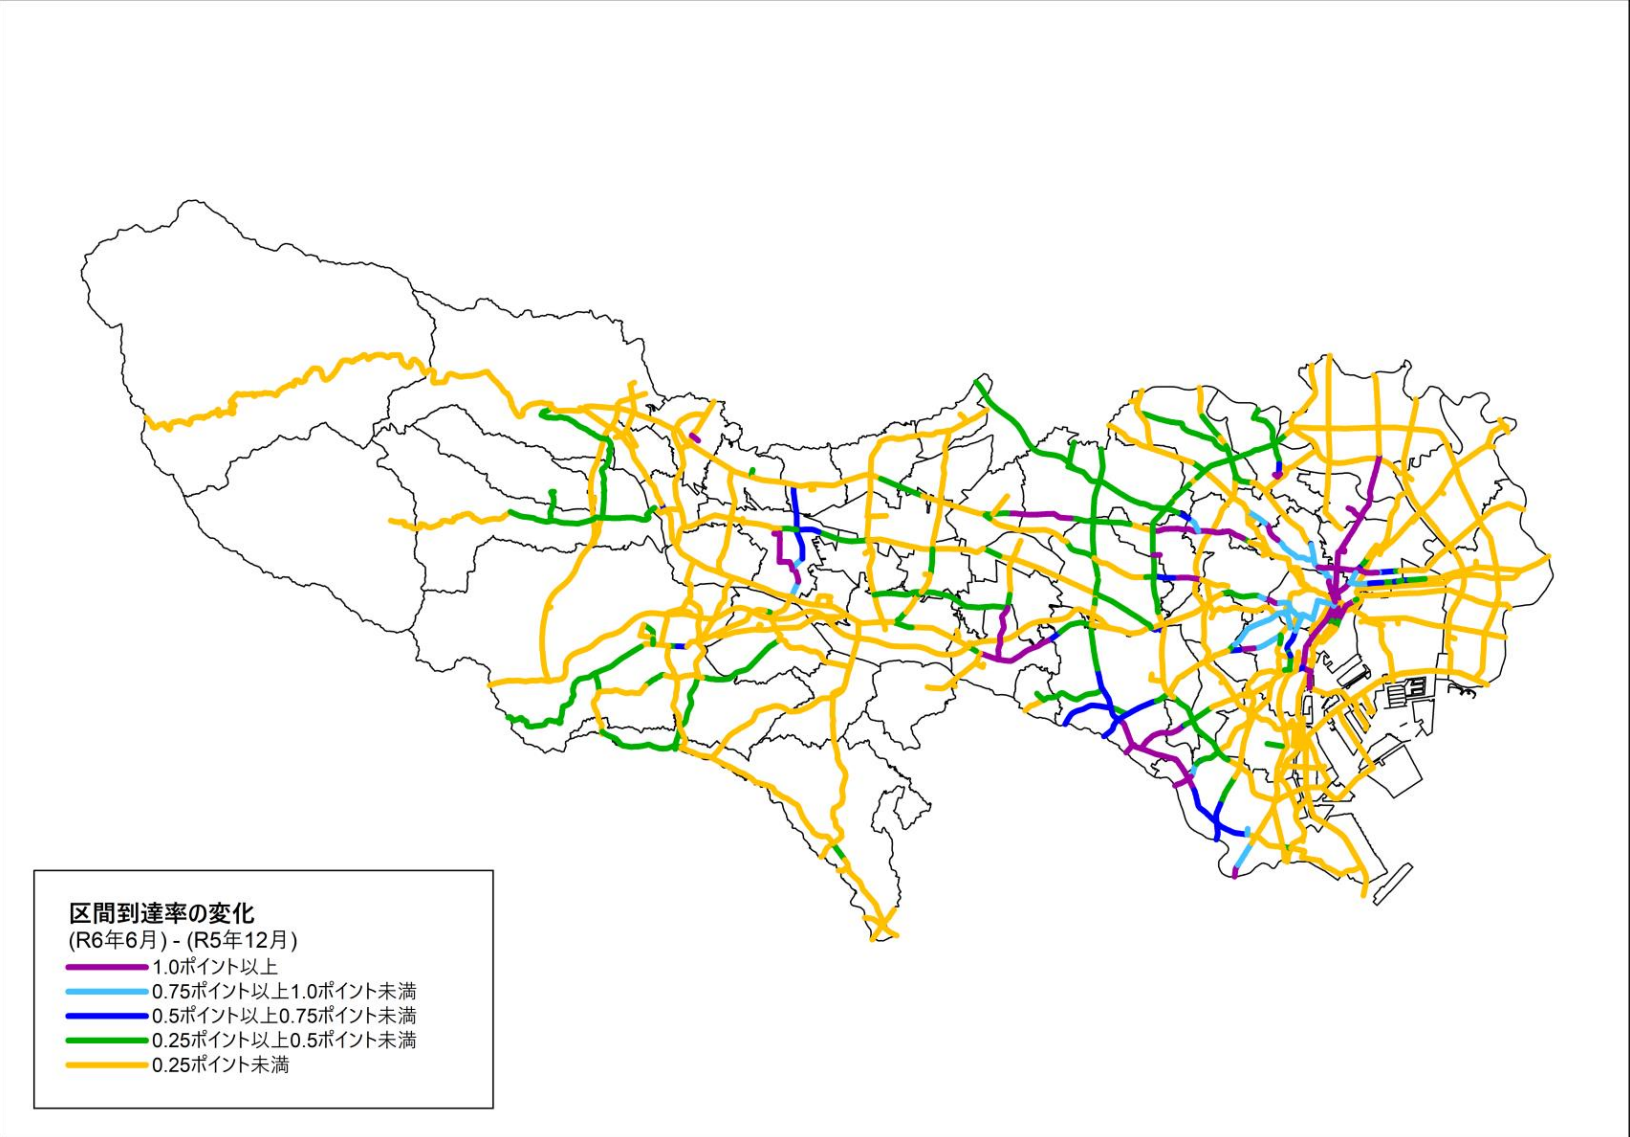 区間到達率の変化
(R6年6月) - (R5年12月)
1.0ポイント以上
0.75ポイント以上1.0ポイント未満
0.5ポイント以上0.75ポイント未満
0.25ポイント以上0.5ポイント未満
0.25ポイント未満